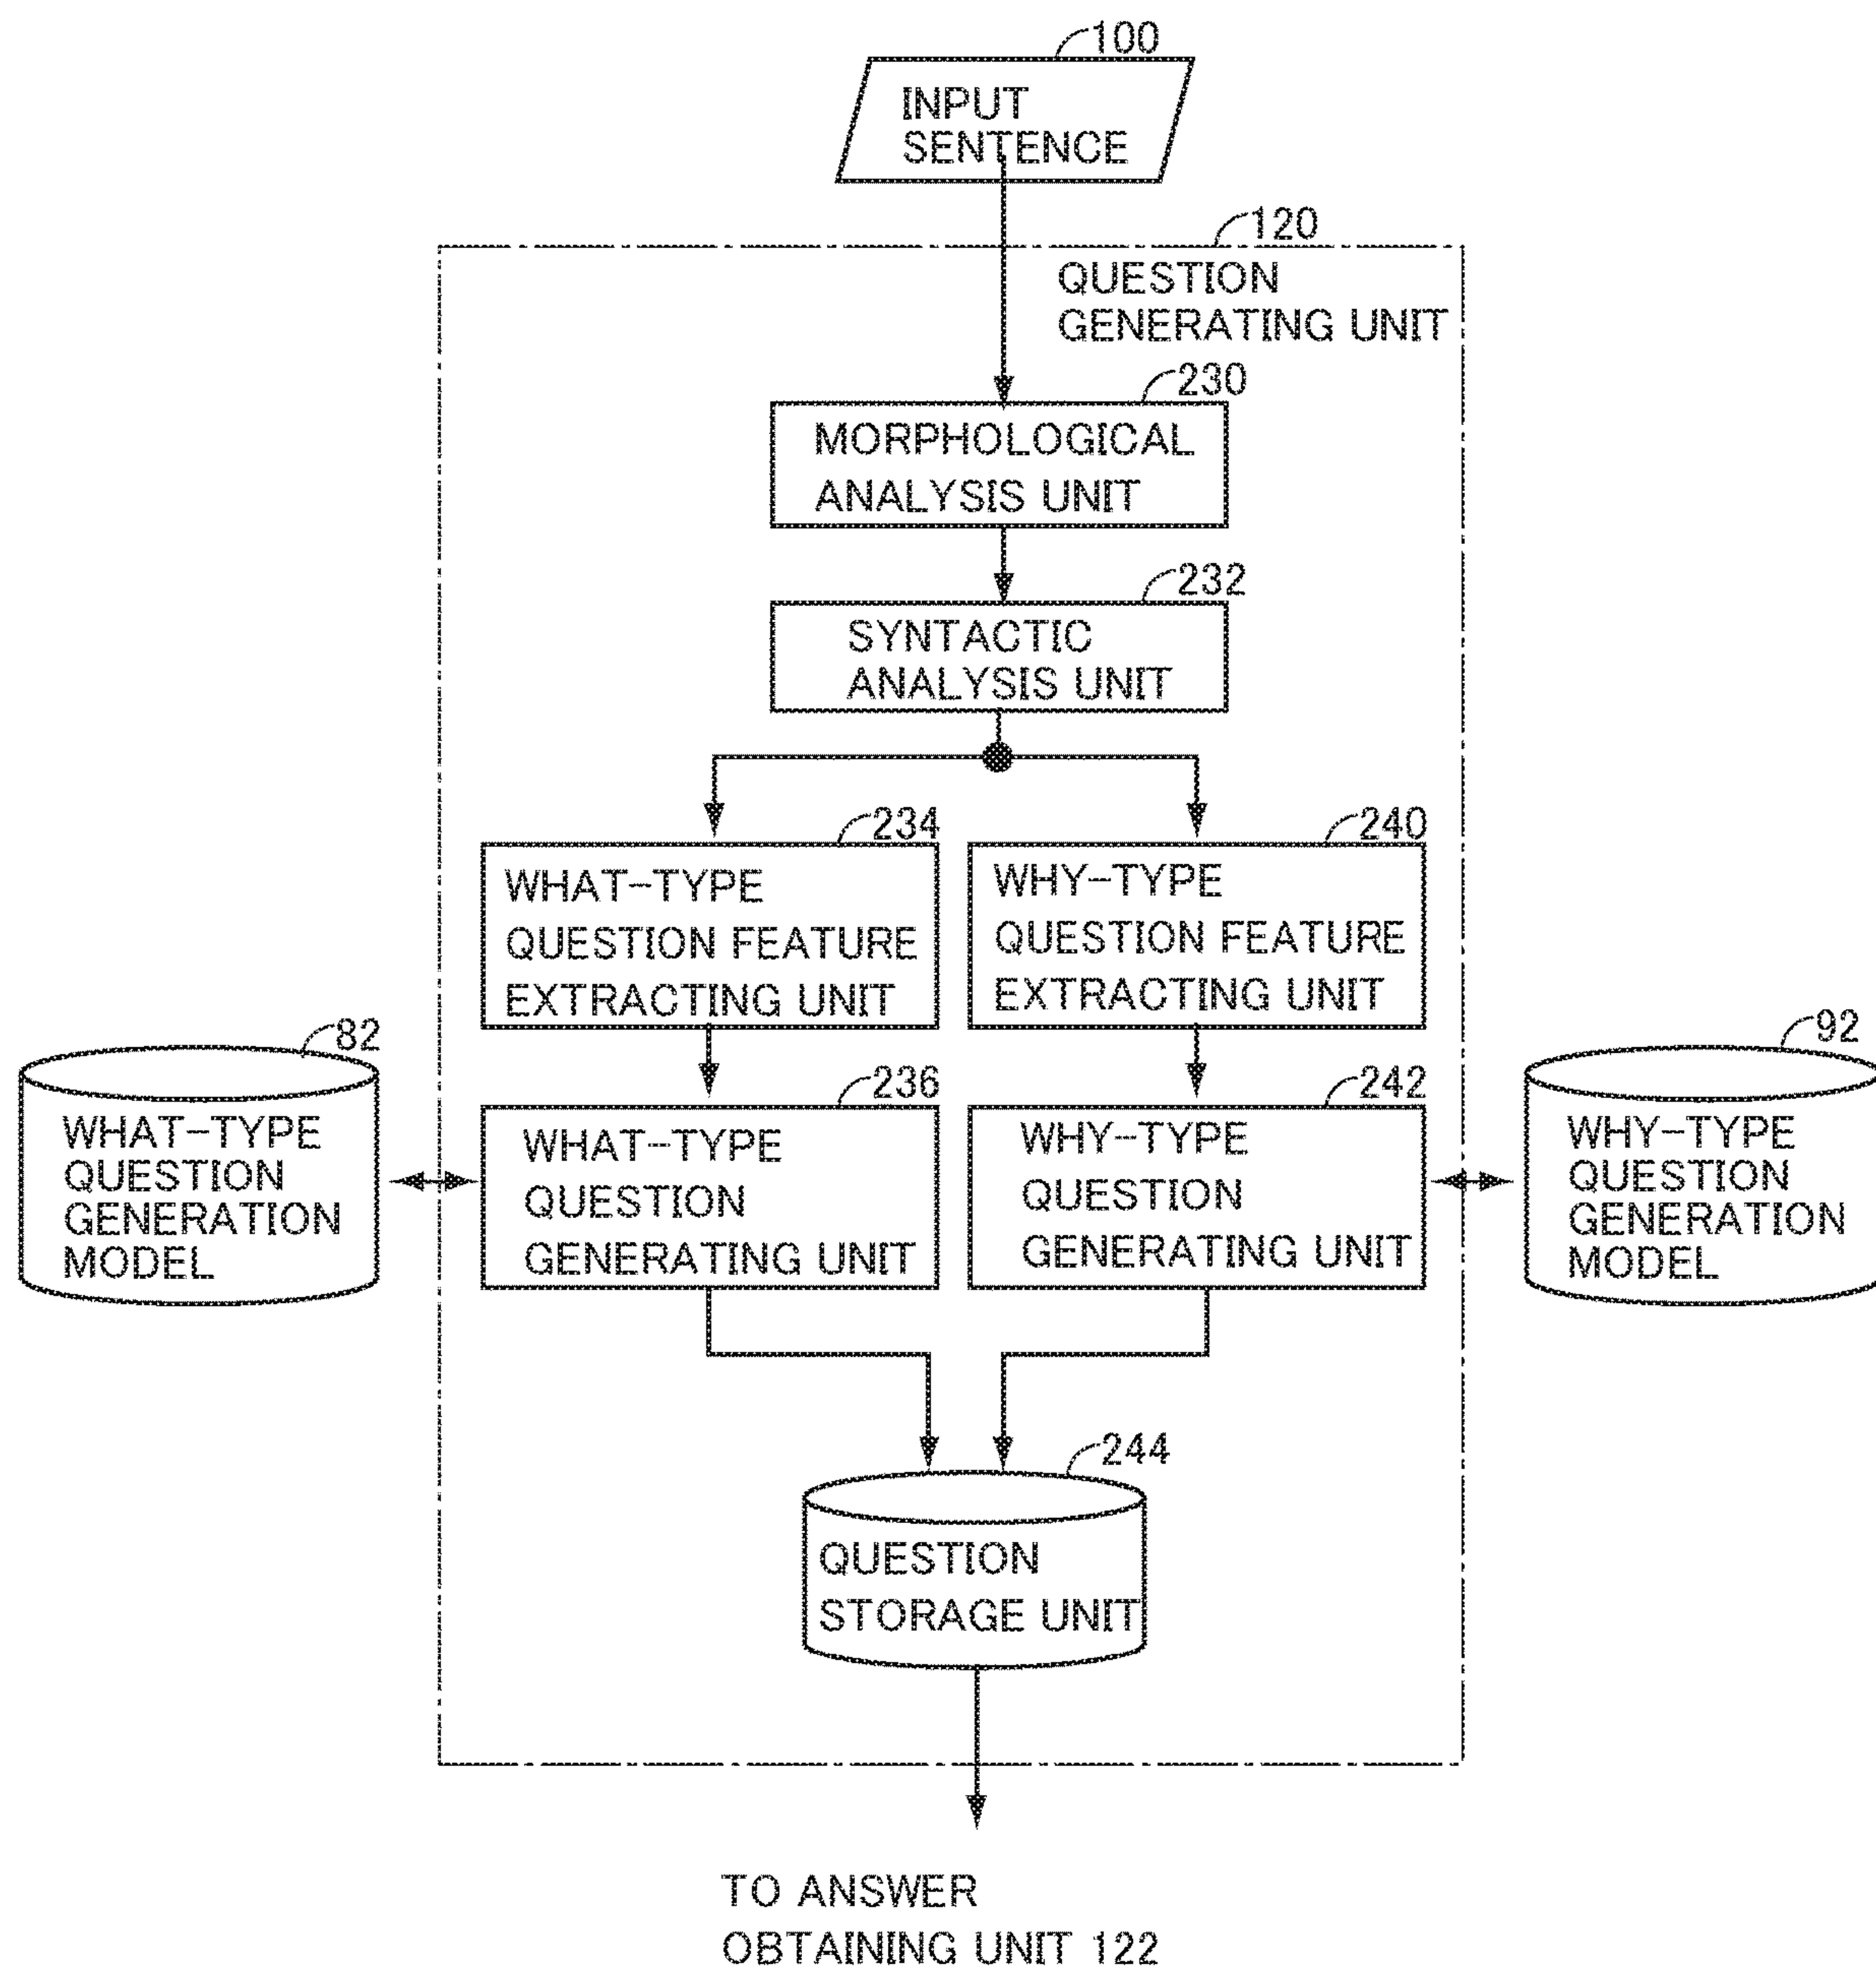 100
INPUT
SENTENCE
120
QUESTION
GENERATING UNIT
230
MORPHOLOGICAL
ANALYSIS UNIT
232
SYNTACTIC
ANALYSIS UNIT
234
WHAT-TYPE
QUESTION FEATURE
EXTRACTING UNIT
240
WHY-TYPE
QUESTION FEATURE
EXTRACTING UNIT
82
WHAT-TYPE
QUESTION
GENERATION
MODEL
236
WHAT-TYPE
QUESTION
GENERATING UNIT
242
WHY-TYPE
QUESTION
GENERATING UNIT
92
WHY-TYPE
QUESTION
GENERATION
MODEL
244
QUESTION
STORAGE UNIT
TO ANSWER
OBTAINING UNIT 122